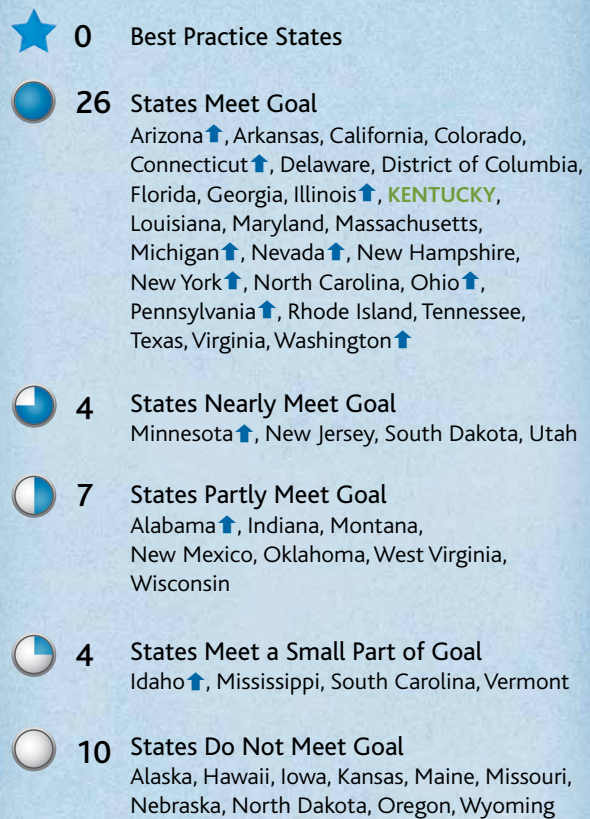 0 Best Practice States
26 States Meet Goal
Arizona⬆, Arkansas, California, Colorado,
Connecticut⬆, Delaware, District of Columbia,
Florida, Georgia, Illinois⬆, KENTUCKY,
Louisiana, Maryland, Massachusetts,
Michigan⬆, Nevada⬆, New Hampshire,
New York⬆, North Carolina, Ohio⬆,
Pennsylvania⬆, Rhode Island, Tennessee,
Texas, Virginia, Washington⬆
4 States Nearly Meet Goal
Minnesota⬆, New Jersey, South Dakota, Utah
7 States Partly Meet Goal
Alabama⬆, Indiana, Montana,
New Mexico, Oklahoma, West Virginia,
Wisconsin
4 States Meet a Small Part of Goal
Idaho⬆, Mississippi, South Carolina, Vermont
10 States Do Not Meet Goal
Alaska, Hawaii, Iowa, Kansas, Maine, Missouri,
Nebraska, North Dakota, Oregon, Wyoming